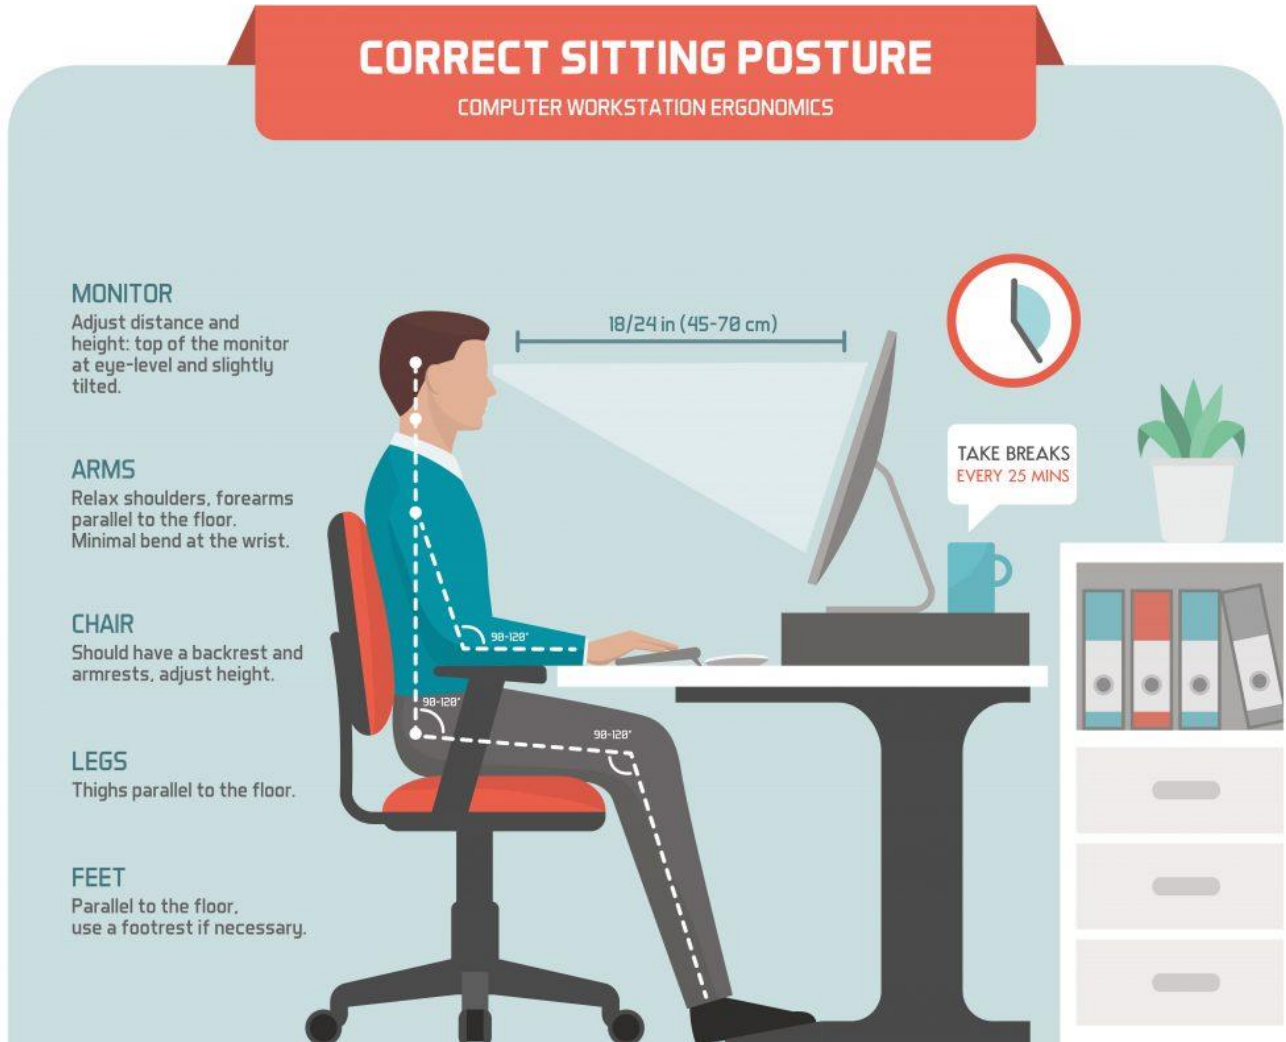 CORRECT SITTING POSTURE
COMPUTER WORKSTATION ERGONOMICS
MONITOR
Adjust distance and
height: top of the monitor
at eye-level and slightly
tilted.
18/24 in (45-70 cm)
TAKE BREAKS
EVERY 25 MINS
ARMS
Relax shoulders, forearms
parallel to the floor.
Minimal bend at the wrist.
90-120°
CHAIR
Should have a backrest and
armrests, adjust height.
90-120°
90-120°
LEGS
Thighs parallel to the floor.
FEET
Parallel to the floor,
use a footrest if necessary.